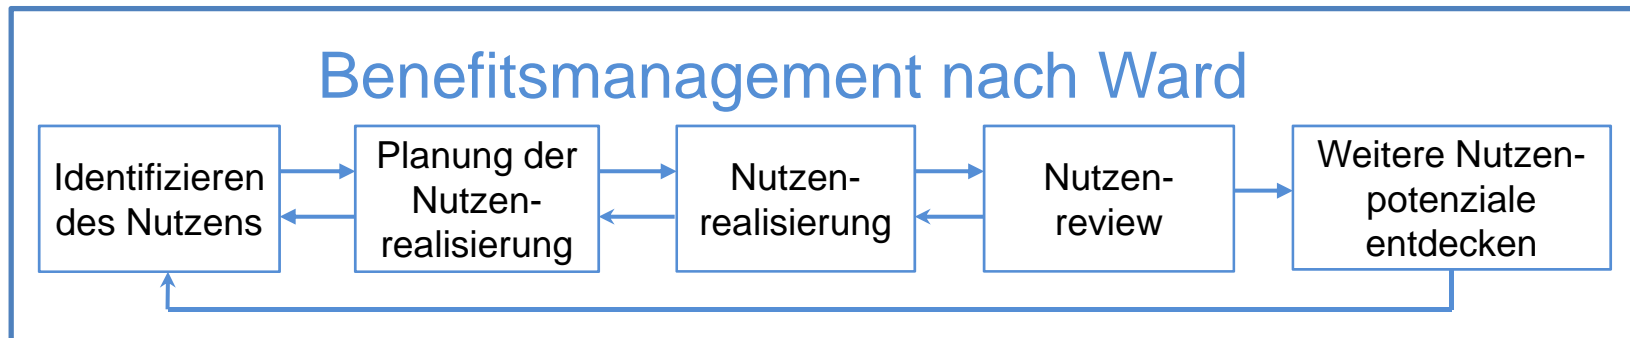 Benefitsmanagement nach Ward
Identifizieren
des Nutzens
Planung der
Nutzen-
realisierung
Nutzen-
realisierung
Nutzen-
review
Weitere Nutzen-
potenziale
entdecken